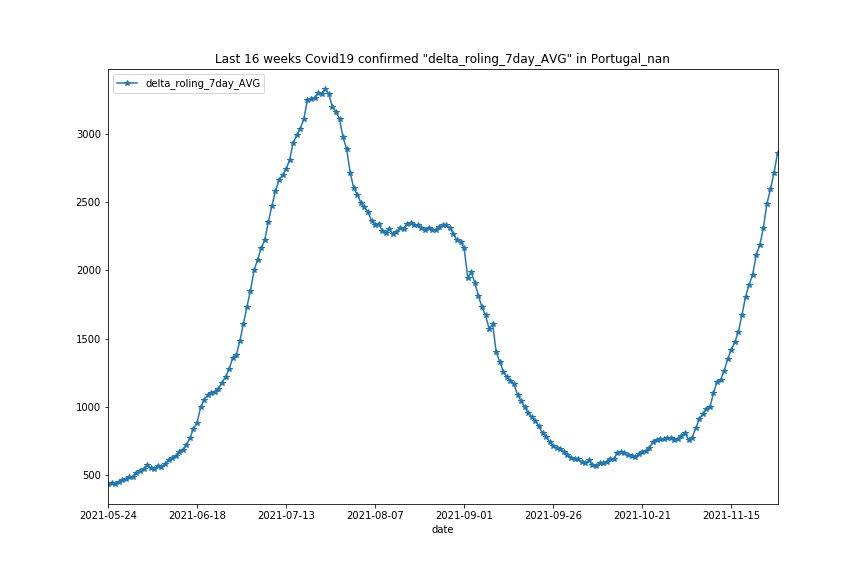 Last 16 weeks Covid19 confirmed "delta_roling_7day_AVG" in Portugal_nan
delta_roling_7day_AVG
3000
2500
2000
1500
1000
500
2021-05-24 2021-06-18 2021-07-13 2021-08-07 2021-09-01 2021-09-26 2021-10-21 2021-11-15
date